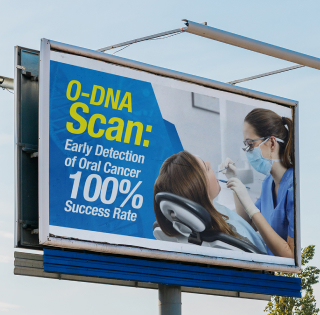 O-DNA
Scan:
Early Detection
of Oral Cancer
100%
Success Rate